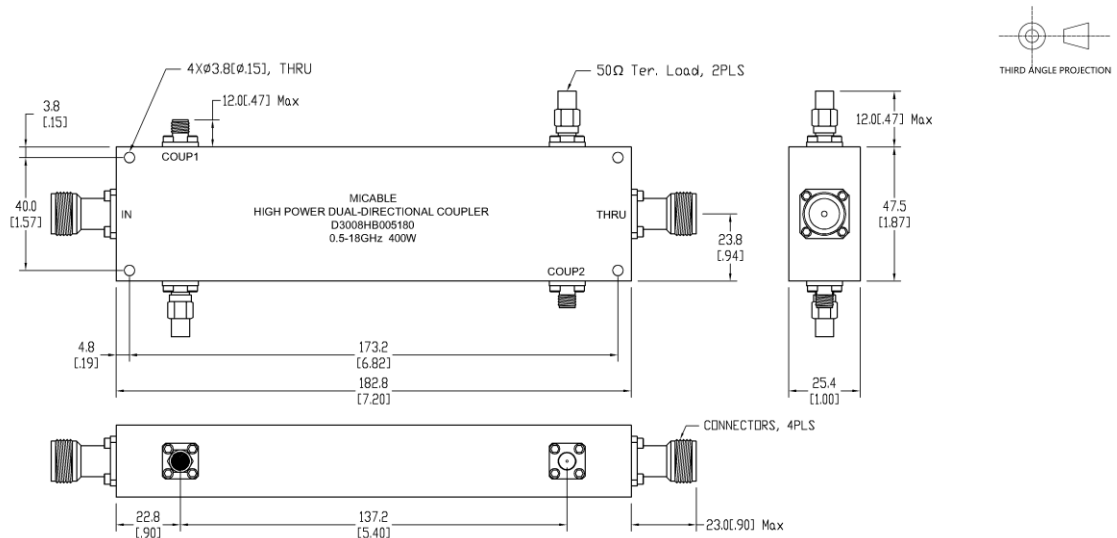 THIRD ANGLE PROJECTION
4XØ3.8[Ø.15], THRU
50Ω Ter. Load, 2PLS
12.0[.47] Max
3.8
[.15]
12.0[.47] Max
COUP1
40.0
[1.57]
IN
MICABLE
HIGH POWER DUAL-DIRECTIONAL COUPLER
D3008HB005180
0.5-18GHz 400W
THRU
47.5
[1.87]
23.8
[.94]
COUP2
4.8
[.19]
173.2
[6.82]
182.8
[7.20]
25.4
[1.00]
CONNECTORS, 4PLS
22.8
[.90]
137.2
[5.40]
23.0[.90] Max